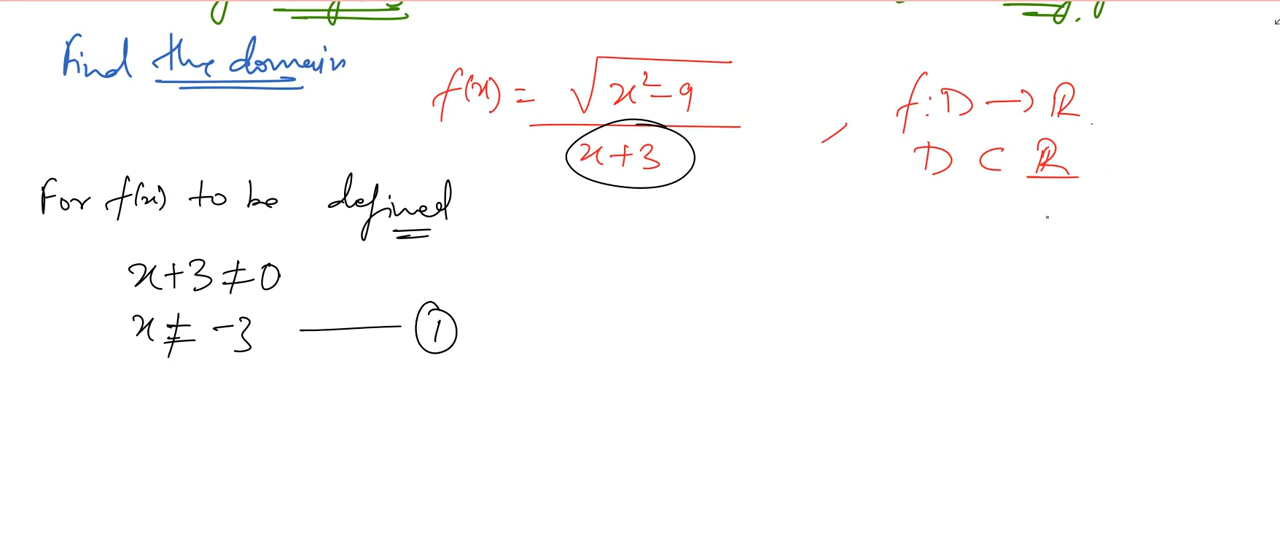 Find the domain
f(x) = √(x²-9) / (x+3) , f: D → ℝ
D ⊂ ℝ
For f(x) to be defined
x+3 ≠ 0
x ≠ -3 —— ①